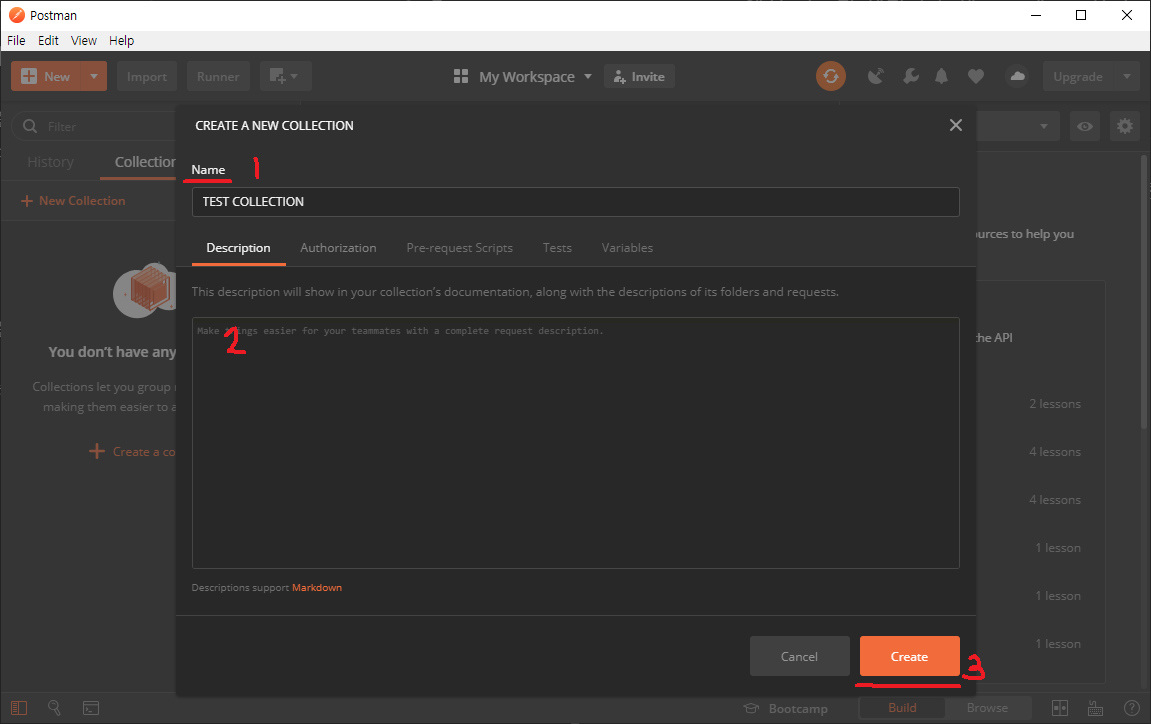 Postman
File Edit View Help
New Import Runner My Workspace Invite Upgrade
Filter
History Collection
New Collection
You don't have any
Collections let you group
making them easier to a
Create a co
CREATE A NEW COLLECTION
Name 1
TEST COLLECTION
Description Authorization Pre-request Scripts Tests Variables
This description will show in your collection's documentation, along with the descriptions of its folders and requests.
Make things easier for your teammates with a complete request description.
2
Descriptions support Markdown
Cancel Create 3
ources to help you
the API
2 lessons
4 lessons
4 lessons
1 lesson
1 lesson
1 lesson
Bootcamp Build Browse